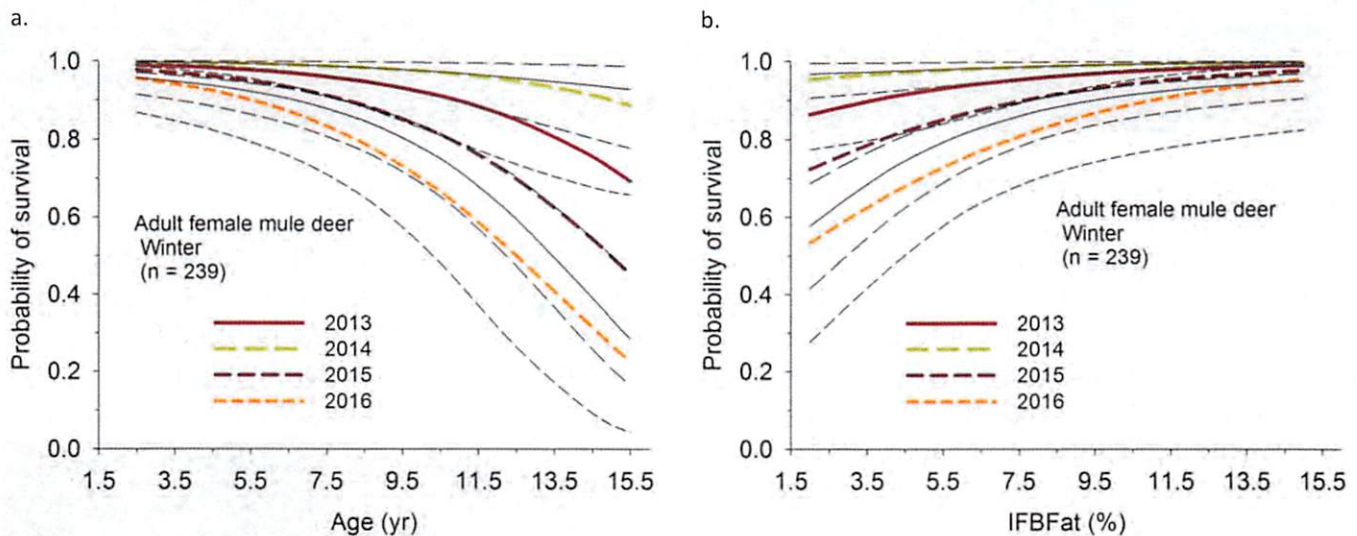 a.
1.0
0.8
0.6
0.4
0.2
0.0
Probability of survival
Adult female mule deer
Winter
(n = 239)
2013
2014
2015
2016
1.5 3.5 5.5 7.5 9.5 11.5 13.5 15.5
Age (yr)
b.
1.0
0.8
0.6
0.4
0.2
0.0
Probability of survival
Adult female mule deer
Winter
(n = 239)
2013
2014
2015
2016
1.5 3.5 5.5 7.5 9.5 11.5 13.5 15.5
IFBFat (%)